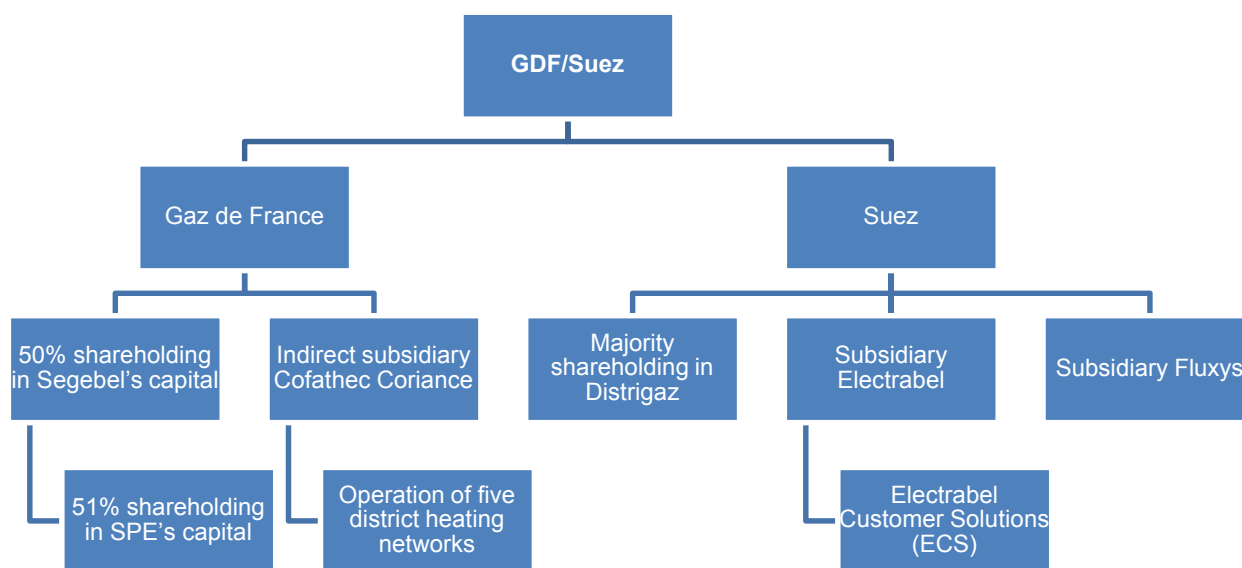 GDF/Suez
Gaz de France
Suez
50% shareholding
in Segebel’s capital
Indirect subsidiary
Cofathec Coriance
Majority
shareholding in
Distrigaz
Subsidiary
Electrabel
Subsidiary Fluxys
51% shareholding
in SPE’s capital
Operation of five
district heating
networks
Electrabel
Customer Solutions
(ECS)